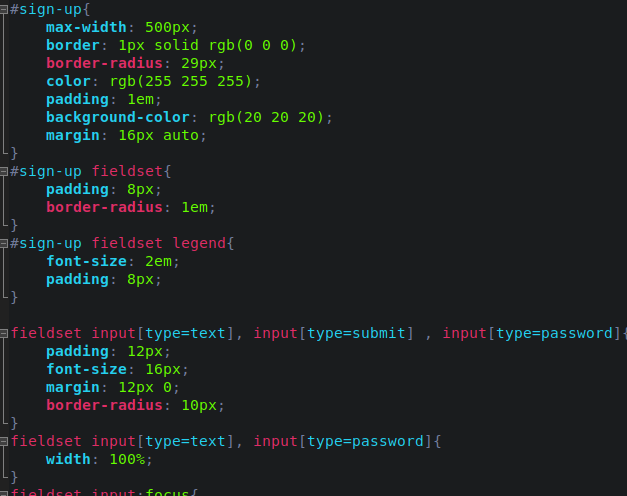 #sign-up{
    max-width: 500px;
    border: 1px solid rgb(0 0 0);
    border-radius: 29px;
    color: rgb(255 255 255);
    padding: 1em;
    background-color: rgb(20 20 20);
    margin: 16px auto;
}
#sign-up fieldset{
    padding: 8px;
    border-radius: 1em;
}
#sign-up fieldset legend{
    font-size: 2em;
    padding: 8px;
}

fieldset input[type=text], input[type=submit] , input[type=password]{
    padding: 12px;
    font-size: 16px;
    margin: 12px 0;
    border-radius: 10px;
}
fieldset input[type=text], input[type=password]{
    width: 100%;
}
fieldset input:focus{